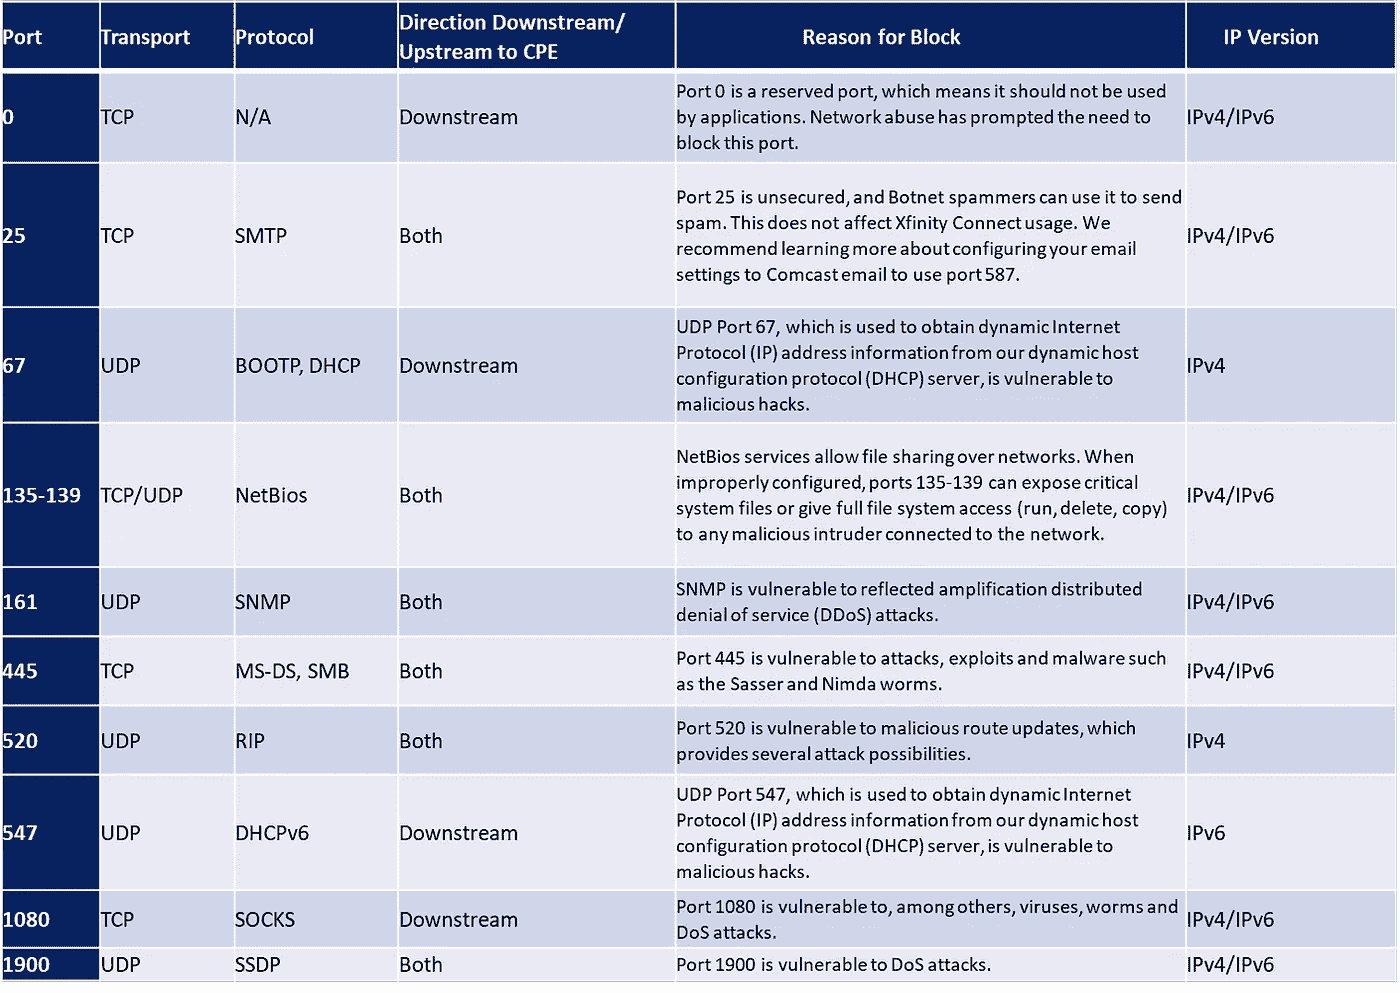 Port
Transport
Protocol
Direction Downstream/
Upstream to CPE
Reason for Block
IP Version
0
TCP
N/A
Downstream
Port 0 is a reserved port, which means it should not be used
by applications. Network abuse has prompted the need to
block this port.
IPv4/IPv6
25
TCP
SMTP
Both
Port 25 is unsecured, and Botnet spammers can use it to send
spam. This does not affect Xfinity Connect usage. We
recommend learning more about configuring your email
settings to Comcast email to use port 587.
IPv4/IPv6
67
UDP
BOOTP, DHCP
Downstream
UDP Port 67, which is used to obtain dynamic Internet
Protocol (IP) address information from our dynamic host
configuration protocol (DHCP) server, is vulnerable to
malicious hacks.
IPv4
135-139
TCP/UDP
NetBios
Both
NetBios services allow file sharing over networks. When
improperly configured, ports 135-139 can expose critical
system files or give full file system access (run, delete, copy)
to any malicious intruder connected to the network.
IPv4/IPv6
161
UDP
SNMP
Both
SNMP is vulnerable to reflected amplification distributed
denial of service (DDoS) attacks.
IPv4/IPv6
445
TCP
MS-DS, SMB
Both
Port 445 is vulnerable to attacks, exploits and malware such
as the Sasser and Nimda worms.
IPv4/IPv6
520
UDP
RIP
Both
Port 520 is vulnerable to malicious route updates, which
provides several attack possibilities.
IPv4
547
UDP
DHCPv6
Downstream
UDP Port 547, which is used to obtain dynamic Internet
Protocol (IP) address information from our dynamic host
configuration protocol (DHCP) server, is vulnerable to
malicious hacks.
IPv6
1080
TCP
SOCKS
Downstream
Port 1080 is vulnerable to, among others, viruses, worms and
DoS attacks.
IPv4/IPv6
1900
UDP
SSDP
Both
Port 1900 is vulnerable to DoS attacks.
IPv4/IPv6